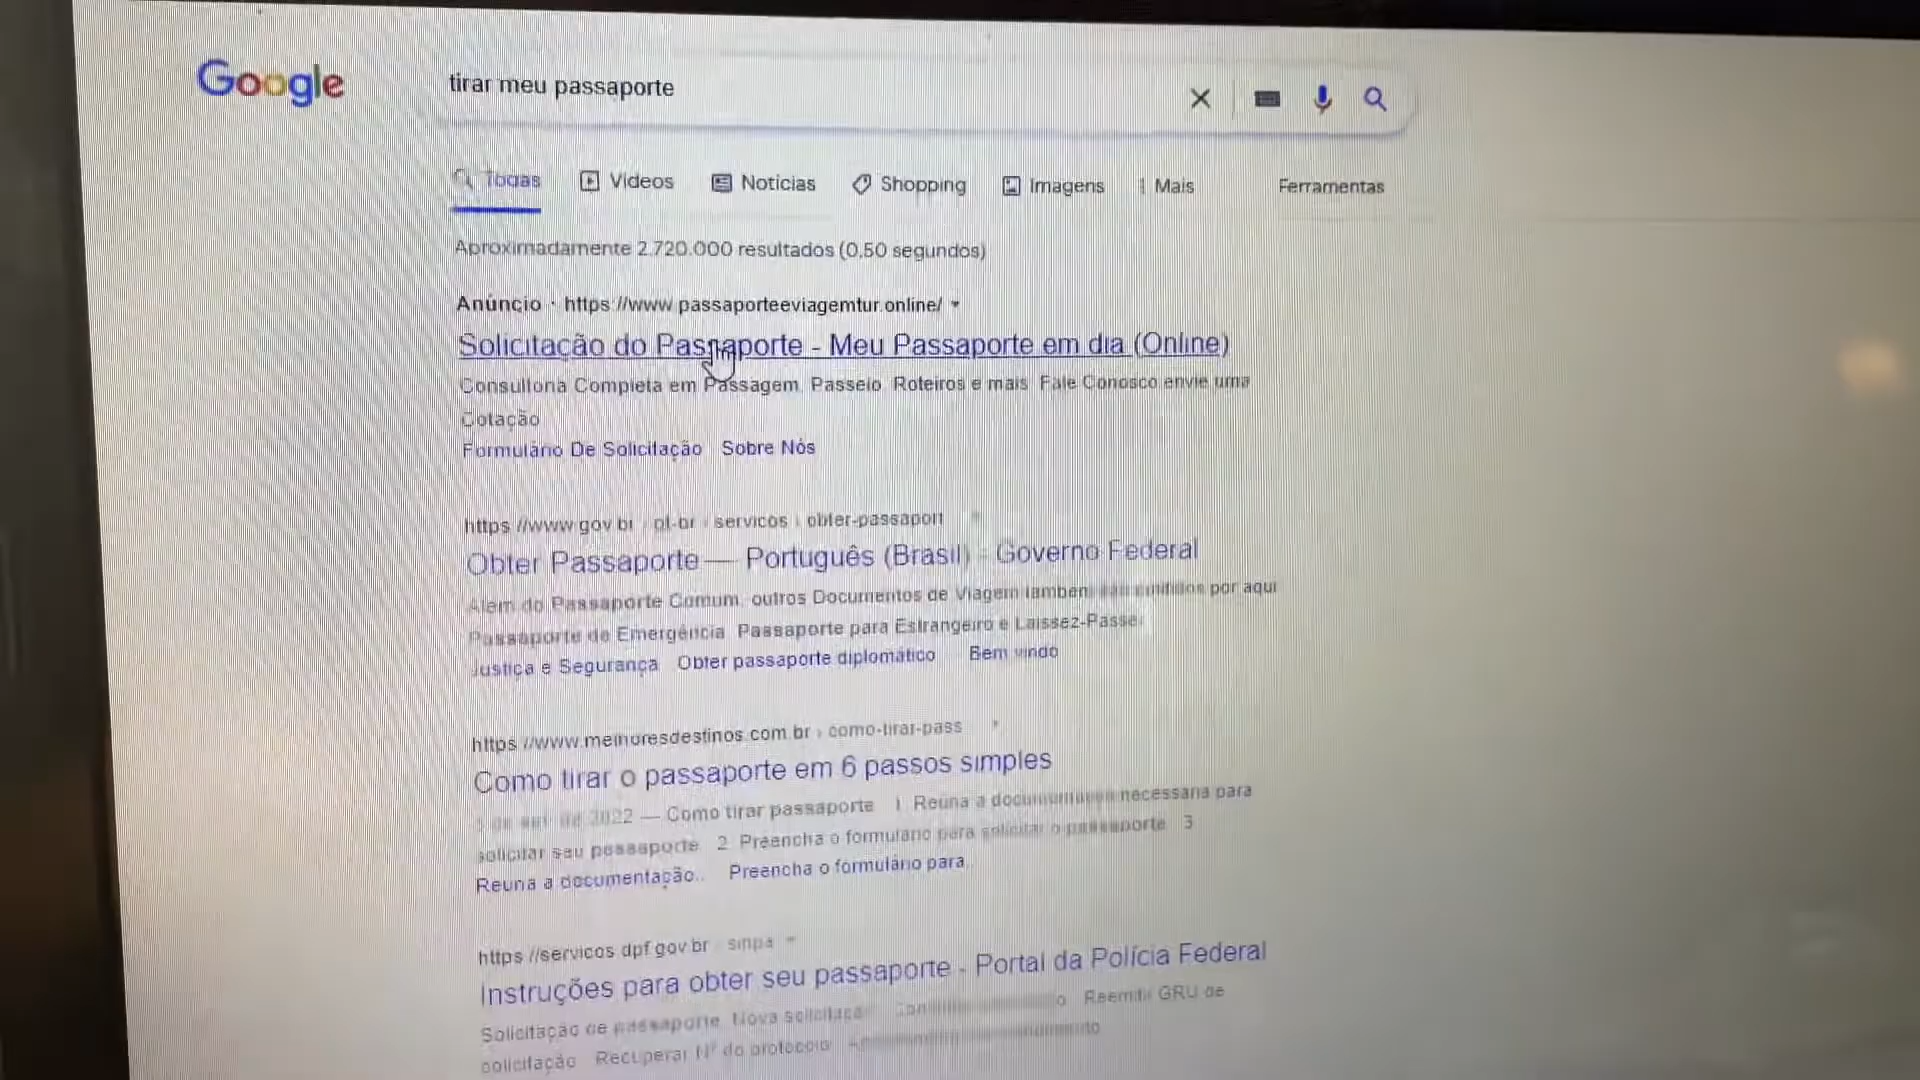 Google
tirar meu passaporte
Todas Vídeos Notícias Shopping Imagens Mais Ferramentas
Aproximadamente 2.720.000 resultados (0,50 segundos)
Anúncio · https://www.passaporteeviagemtur.online/
Solicitação do Passaporte - Meu Passaporte em dia (Online)
Consultoria Completa em Passagem, Passeio, Roteiros e mais. Fale Conosco envie uma
Cotação
Formulário De Solicitação Sobre Nós
https://www.gov.br › pt-br › servicos › obter-passaport
Obter Passaporte — Português (Brasil) - Governo Federal
Além do Passaporte Comum, outros Documentos de Viagem também são emitidos por aqui
Passaporte de Emergência Passaporte para Estrangeiro e Laissez-Passer
Justiça e Segurança Obter passaporte diplomático Bem vindo
https://www.melhoresdestinos.com.br › como-tirar-pass
Como tirar o passaporte em 6 passos simples
2022 — Como tirar passaporte 1. Reúna a documentação necessária para
solicitar seu passaporte 2. Preencha o formulário para solicitar o passaporte 3
Reúna a documentação... Preencha o formulário para...
https://servicos.dpf.gov.br › sinpa
Instruções para obter seu passaporte - Portal da Polícia Federal
Solicitação de passaporte Nova solicitação Reemitir GRU de
solicitação Recuperar Nº do protocolo